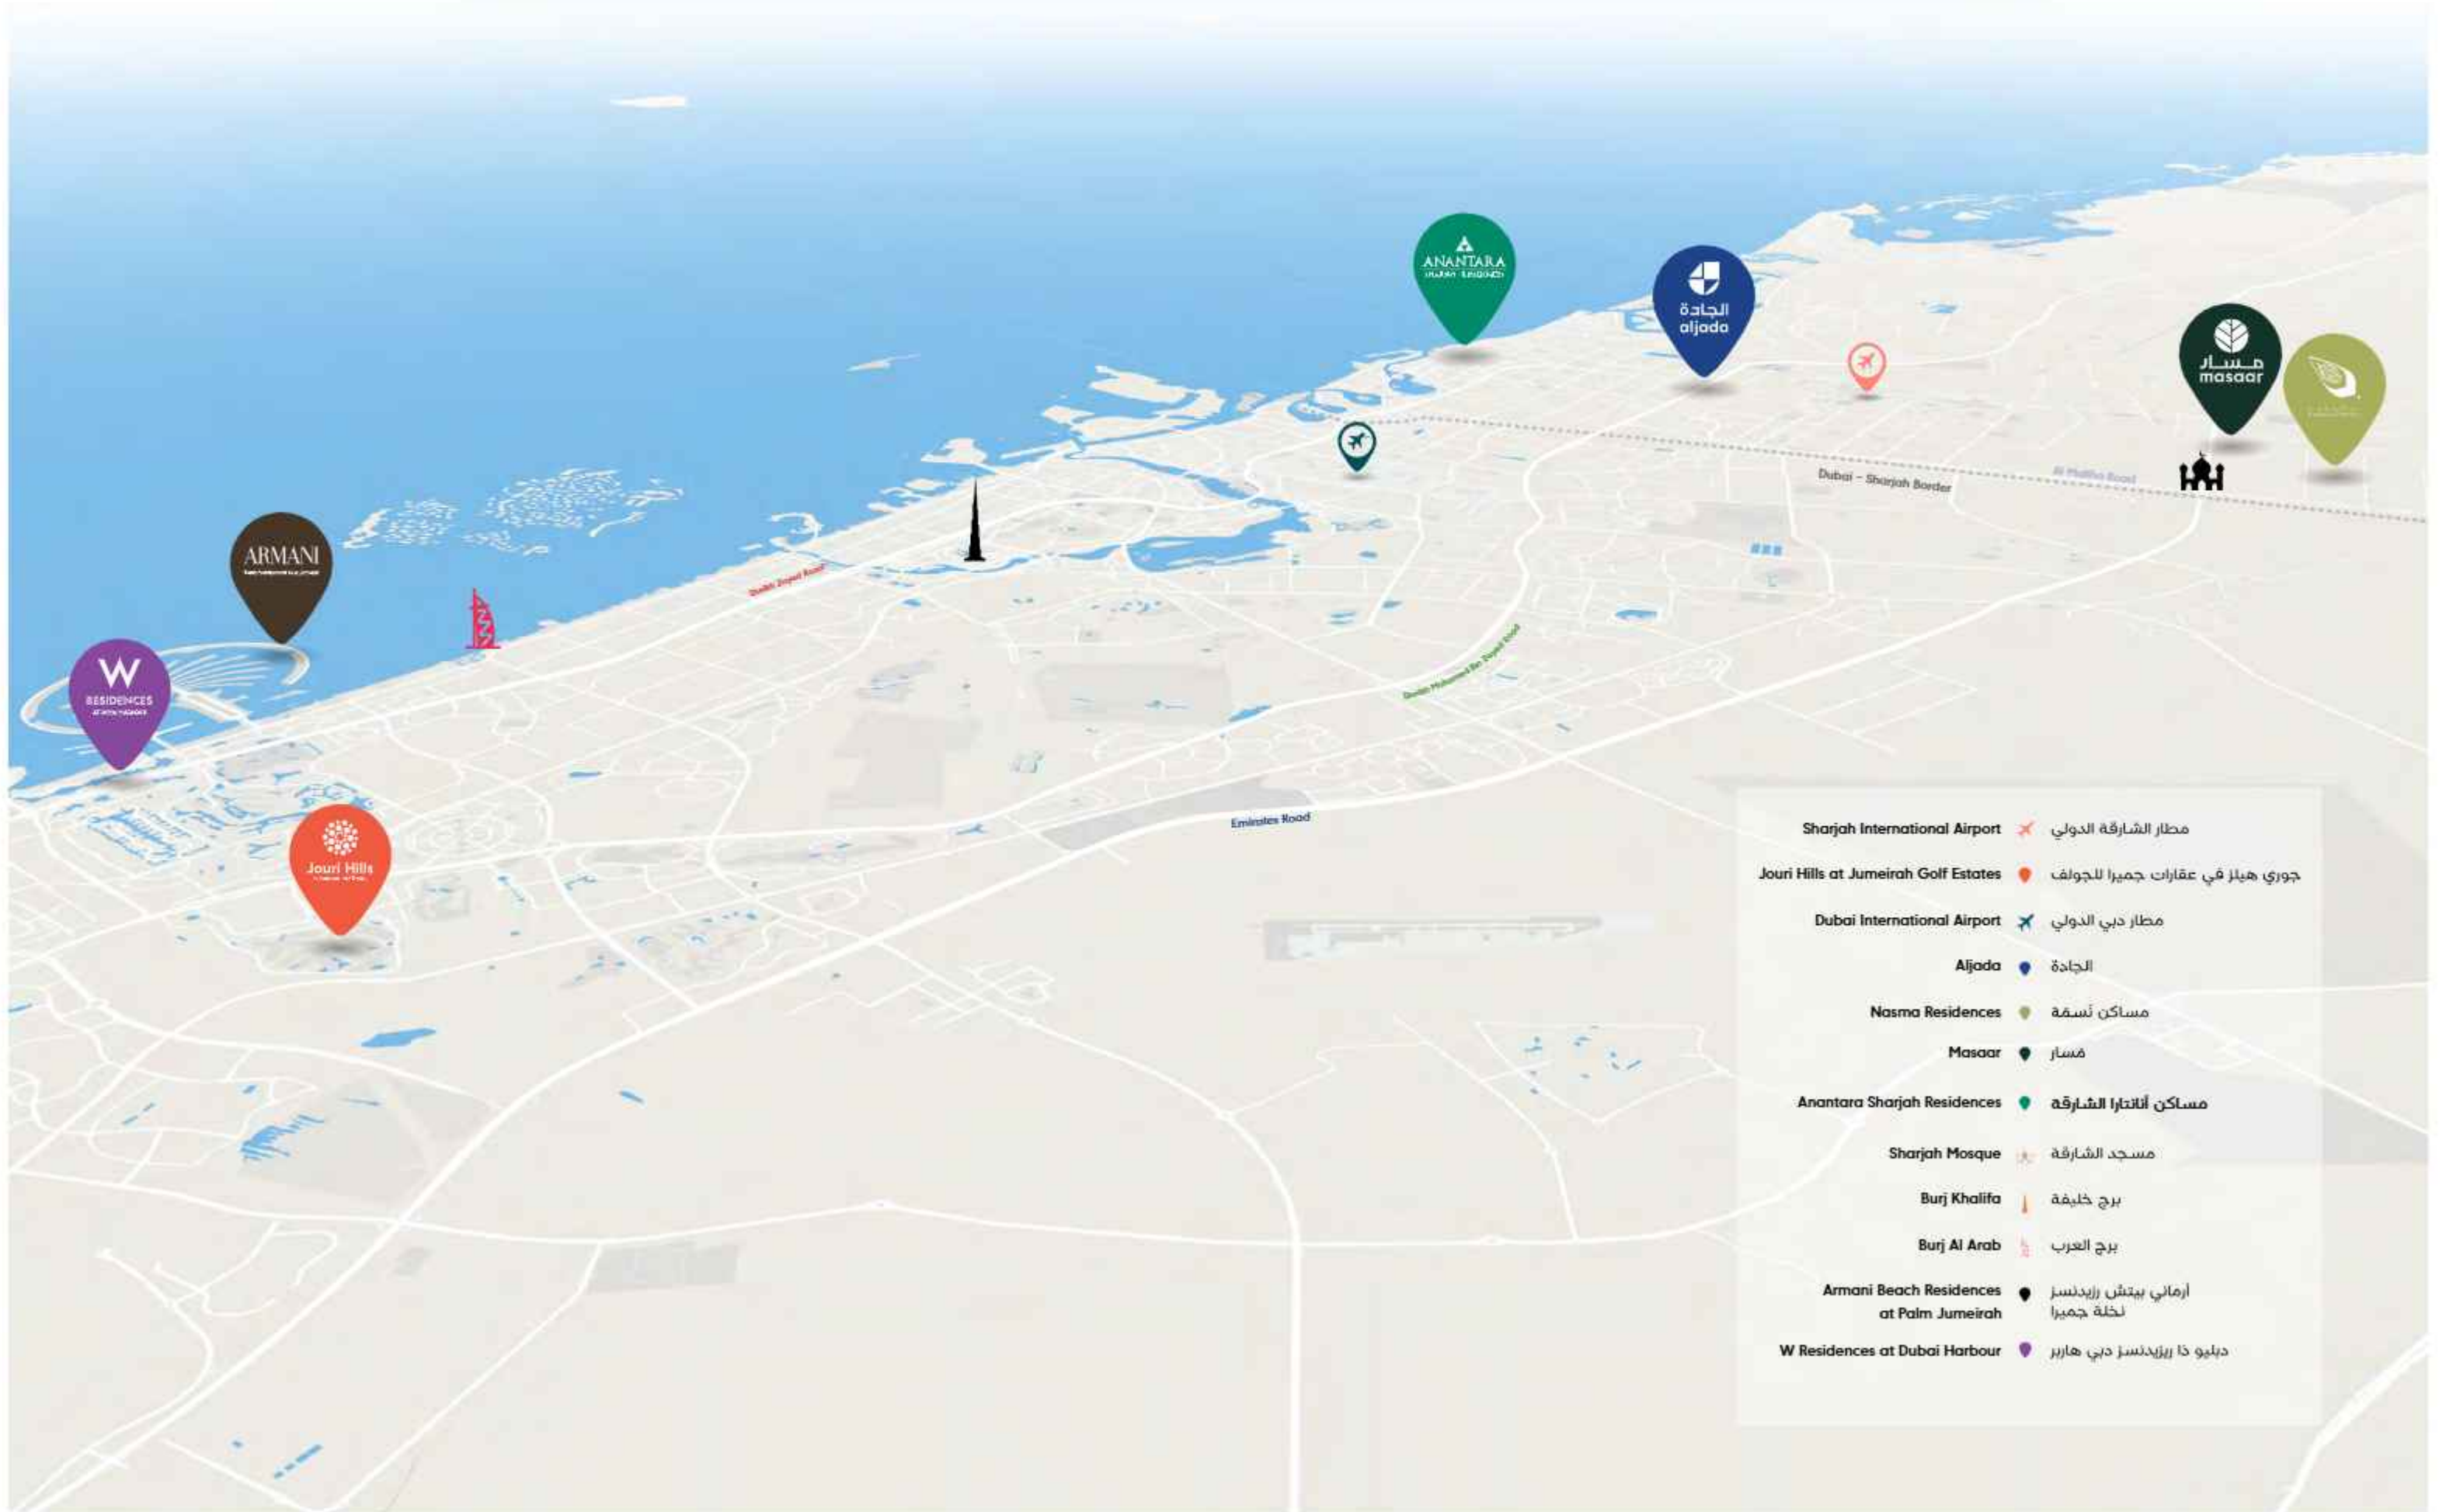 ANANTARA
الجادة
aljada
مسار
masaar
ARMANI
W
RESIDENCES
Jouri Hills
Dubai - Sharjah Border
Al Maliha Road
Sheikh Zayed Road
Sheikh Mohamed Bin Zayed Road
Emirates Road
Sharjah International Airport مطار الشارقة الدولي
Jouri Hills at Jumeirah Golf Estates جوري هيلز في عقارات جميرا للجولف
Dubai International Airport مطار دبي الدولي
Aljada الجادة
Nasma Residences مساكن نَسمَة
Masaar مَسار
Anantara Sharjah Residences مساكن أنانتارا الشارقة
Sharjah Mosque مسجد الشارقة
Burj Khalifa برج خليفة
Burj Al Arab برج العرب
Armani Beach Residences أرماني بيتش رزيدنسز
at Palm Jumeirah نخلة جميرا
W Residences at Dubai Harbour دبليو ذا ريزيدنسز دبي هاربر